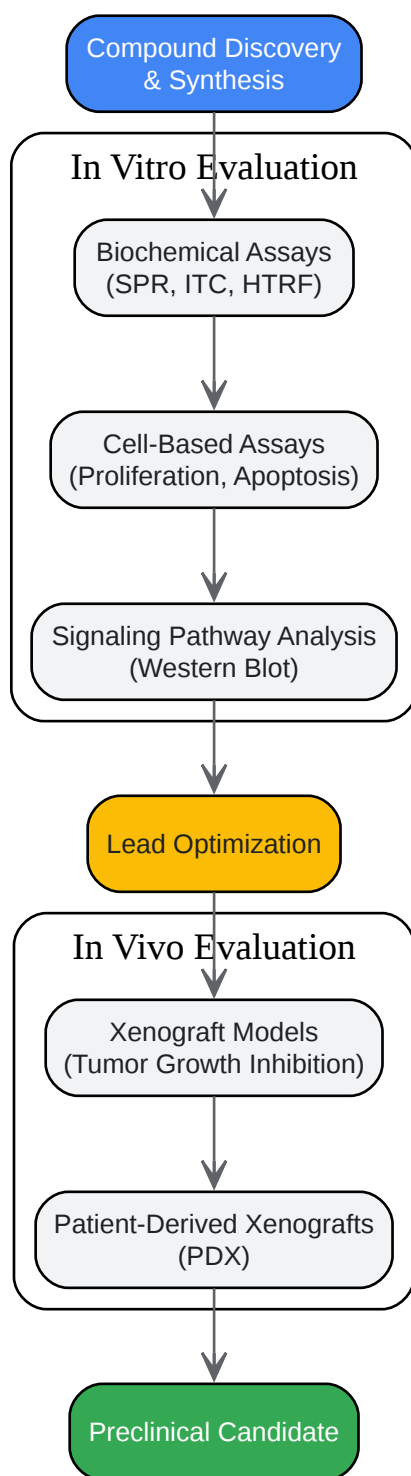 Compound Discovery
& Synthesis
In Vitro Evaluation
Biochemical Assays
(SPR, ITC, HTRF)
Cell-Based Assays
(Proliferation, Apoptosis)
Signaling Pathway Analysis
(Western Blot)
Lead Optimization
In Vivo Evaluation
Xenograft Models
(Tumor Growth Inhibition)
Patient-Derived Xenografts
(PDX)
Preclinical Candidate